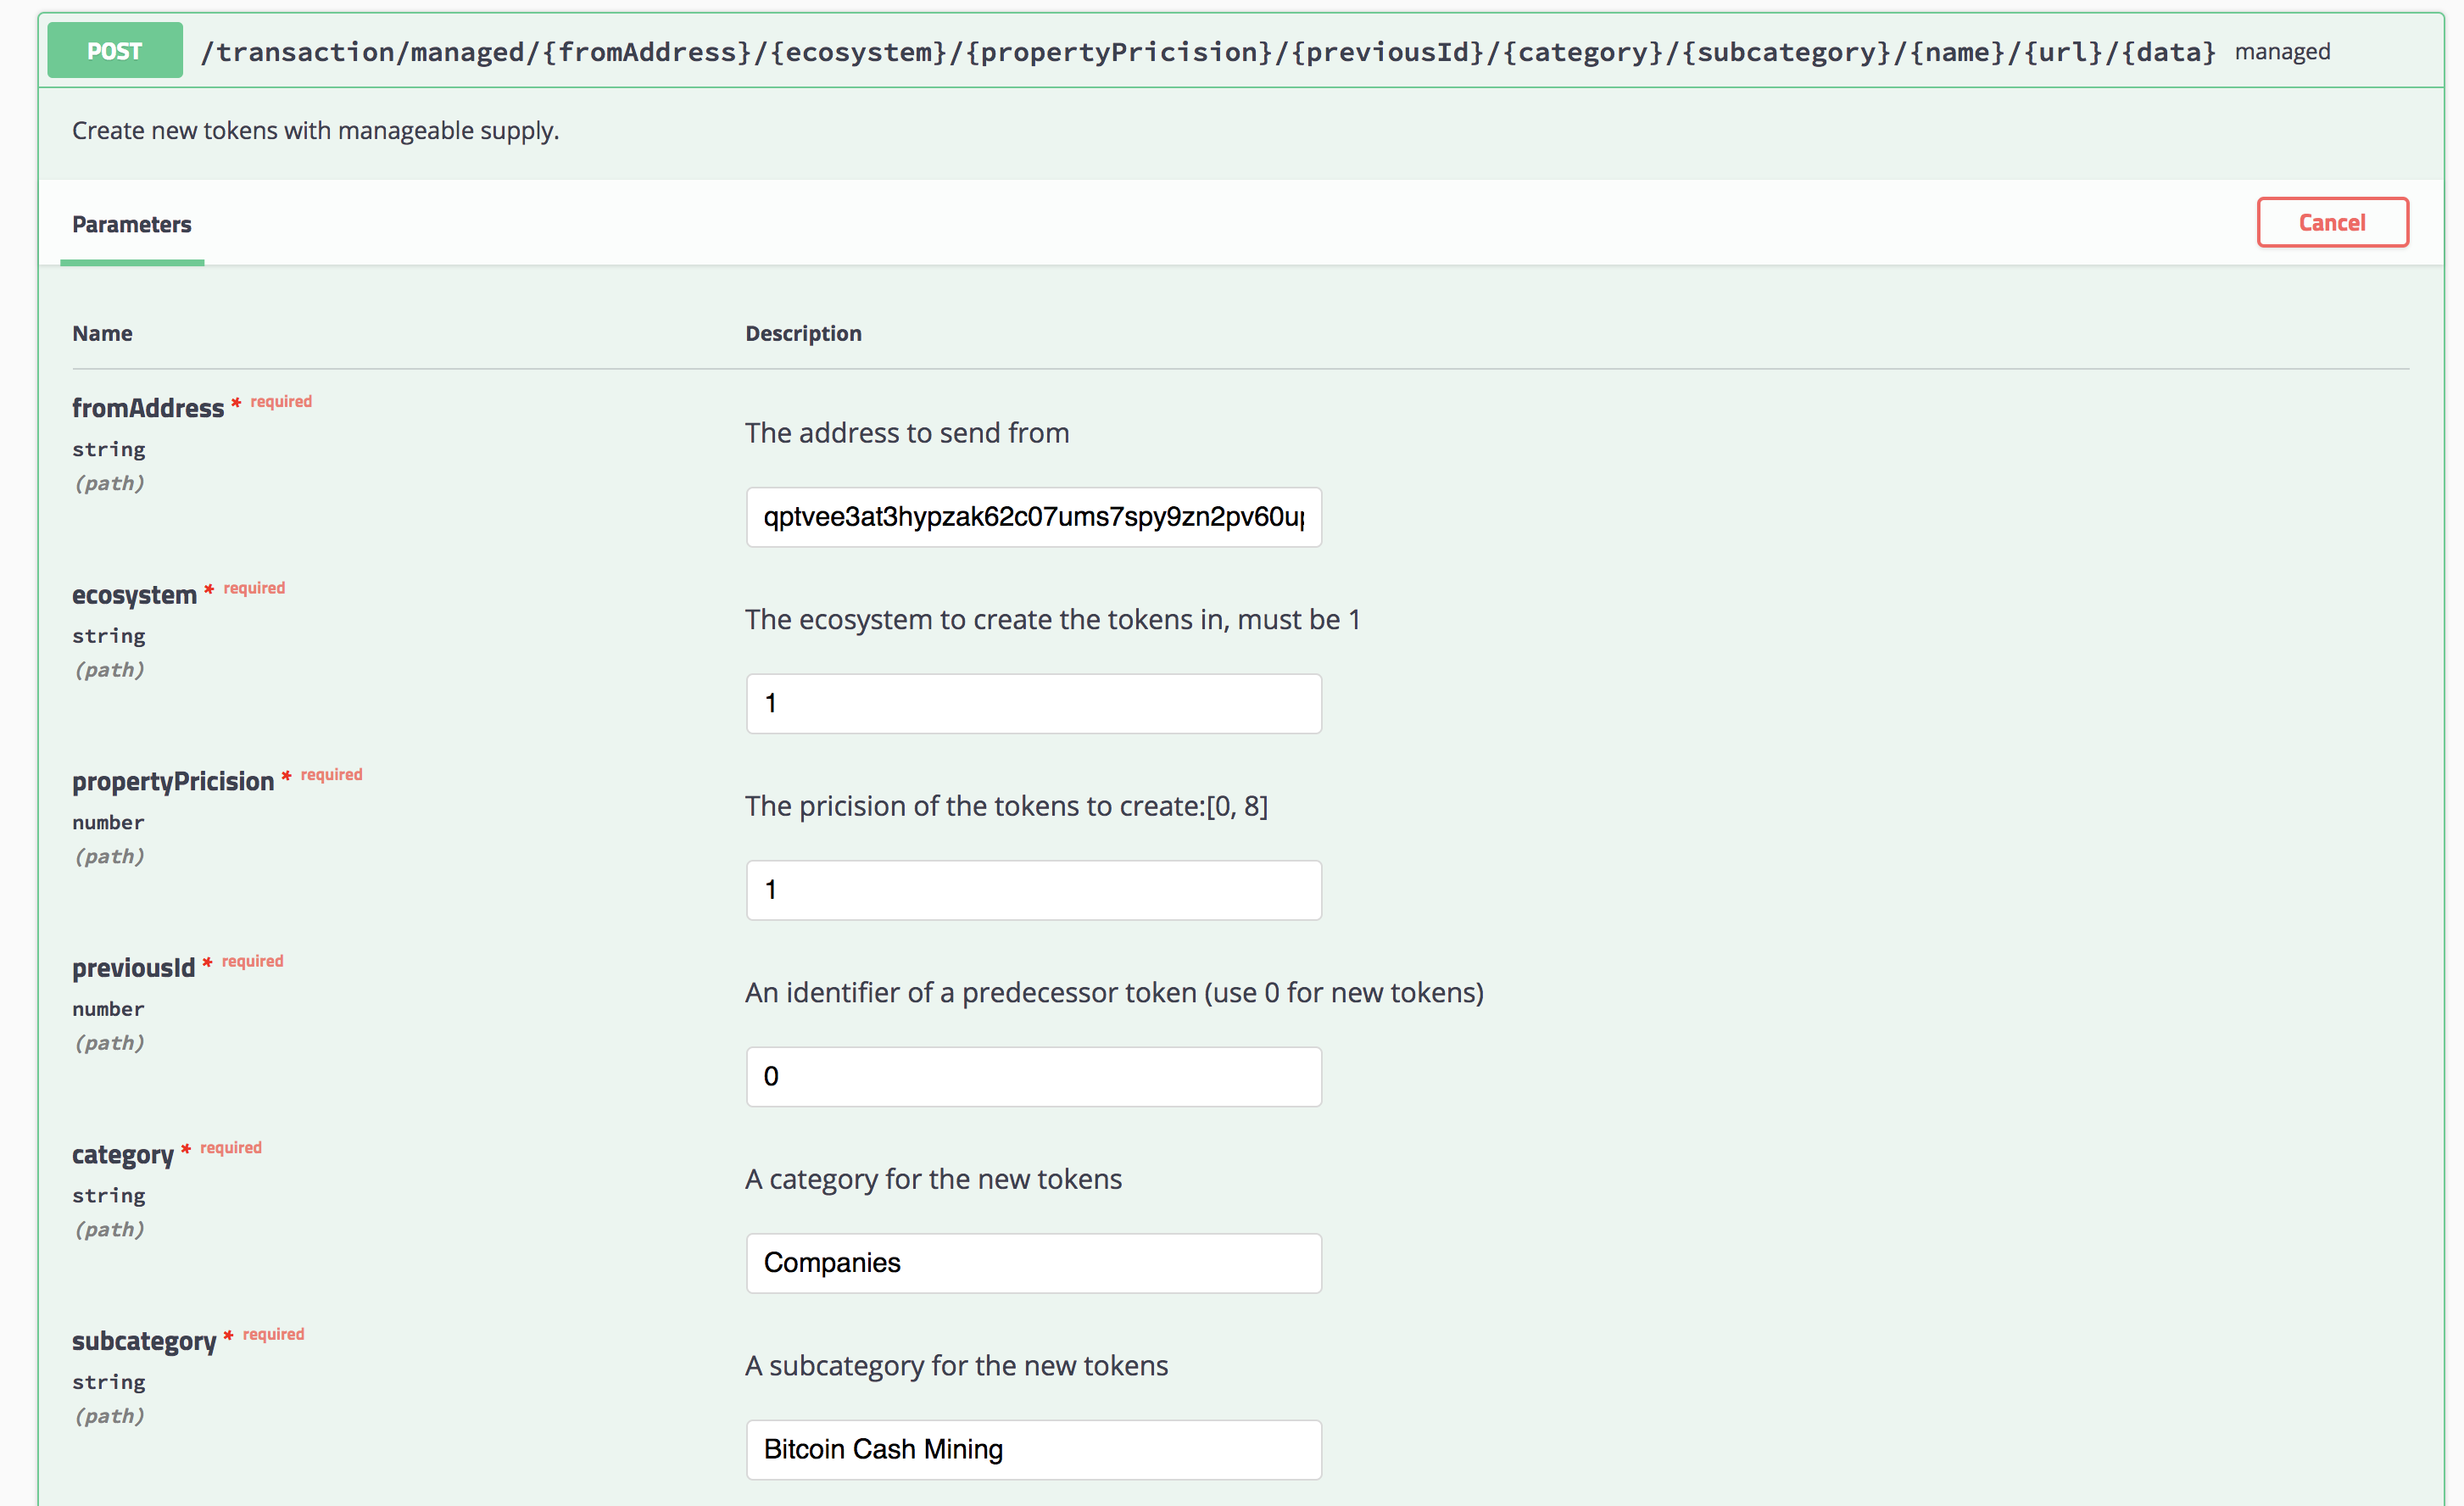 POST /transaction/managed/{fromAddress}/{ecosystem}/{propertyPricision}/{previousId}/{category}/{subcategory}/{name}/{url}/{data} managed
Create new tokens with manageable supply.
Parameters Cancel
Name Description
fromAddress * required
string
(path)
The address to send from
qptvee3at3hypzak62c07ums7spy9zn2pv60up
ecosystem * required
string
(path)
The ecosystem to create the tokens in, must be 1
1
propertyPricision * required
number
(path)
The pricision of the tokens to create:[0, 8]
1
previousId * required
number
(path)
An identifier of a predecessor token (use 0 for new tokens)
0
category * required
string
(path)
A category for the new tokens
Companies
subcategory * required
string
(path)
A subcategory for the new tokens
Bitcoin Cash Mining